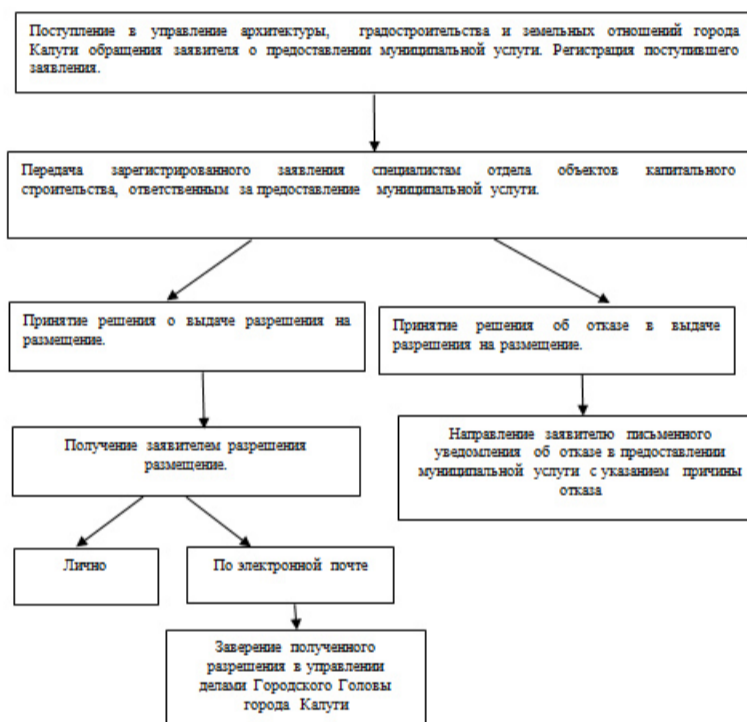 Поступление в управление архитектуры, градостроительства и земельных отношений города
Калуги обращения заявителя о предоставлении муниципальной услуги. Регистрация поступившего
заявления.
Передача зарегистрированного заявления специалистам отдела объектов капитального
строительства, ответственным за предоставление муниципальной услуги.
Принятие решения о выдаче разрешения на
размещение.
Принятие решения об отказе в выдаче
разрешения на размещение.
Получение заявителем разрешения
размещение.
Направление заявителю письменного
уведомления об отказе в предоставлении
муниципальной услуги с указанием причины
отказа
Лично
По электронной почте
Заверение полученного
разрешения в управлении
делами Городского Головы
города Калуги